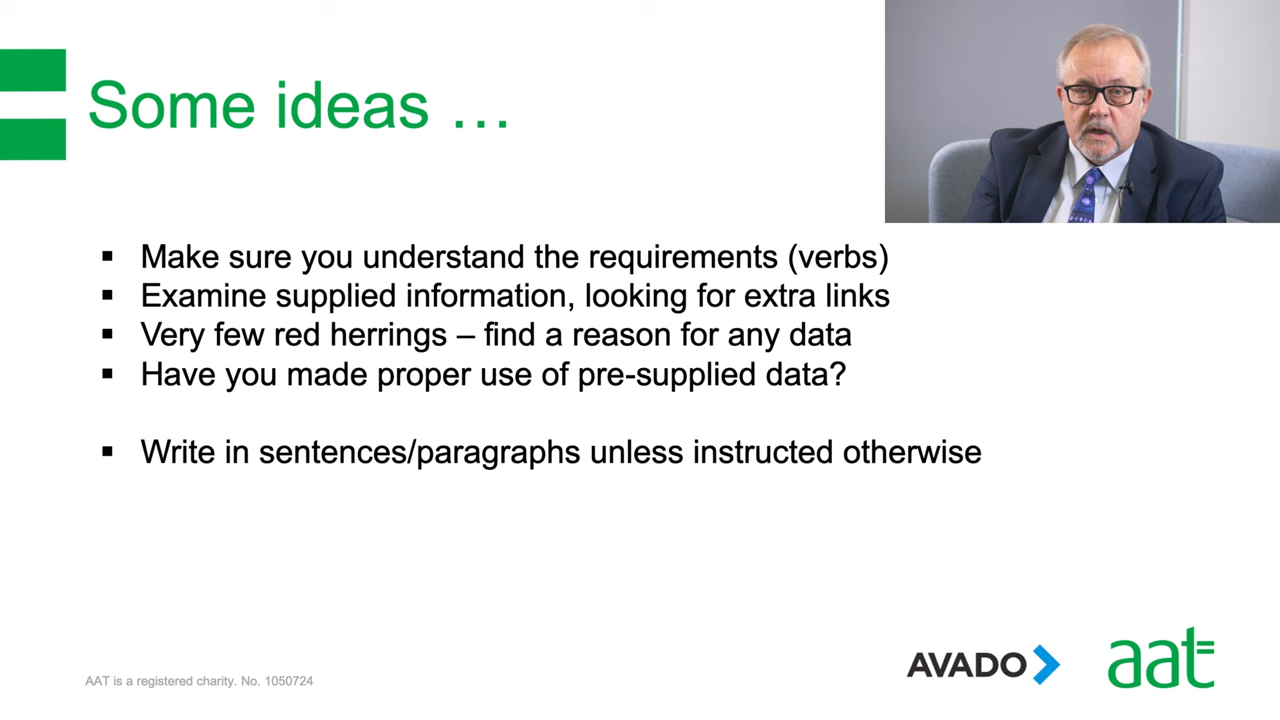 Some ideas …
▪ Make sure you understand the requirements (verbs)
▪ Examine supplied information, looking for extra links
▪ Very few red herrings – find a reason for any data
▪ Have you made proper use of pre-supplied data?
▪ Write in sentences/paragraphs unless instructed otherwise
AAT is a registered charity. No. 1050724
AVADO
aat